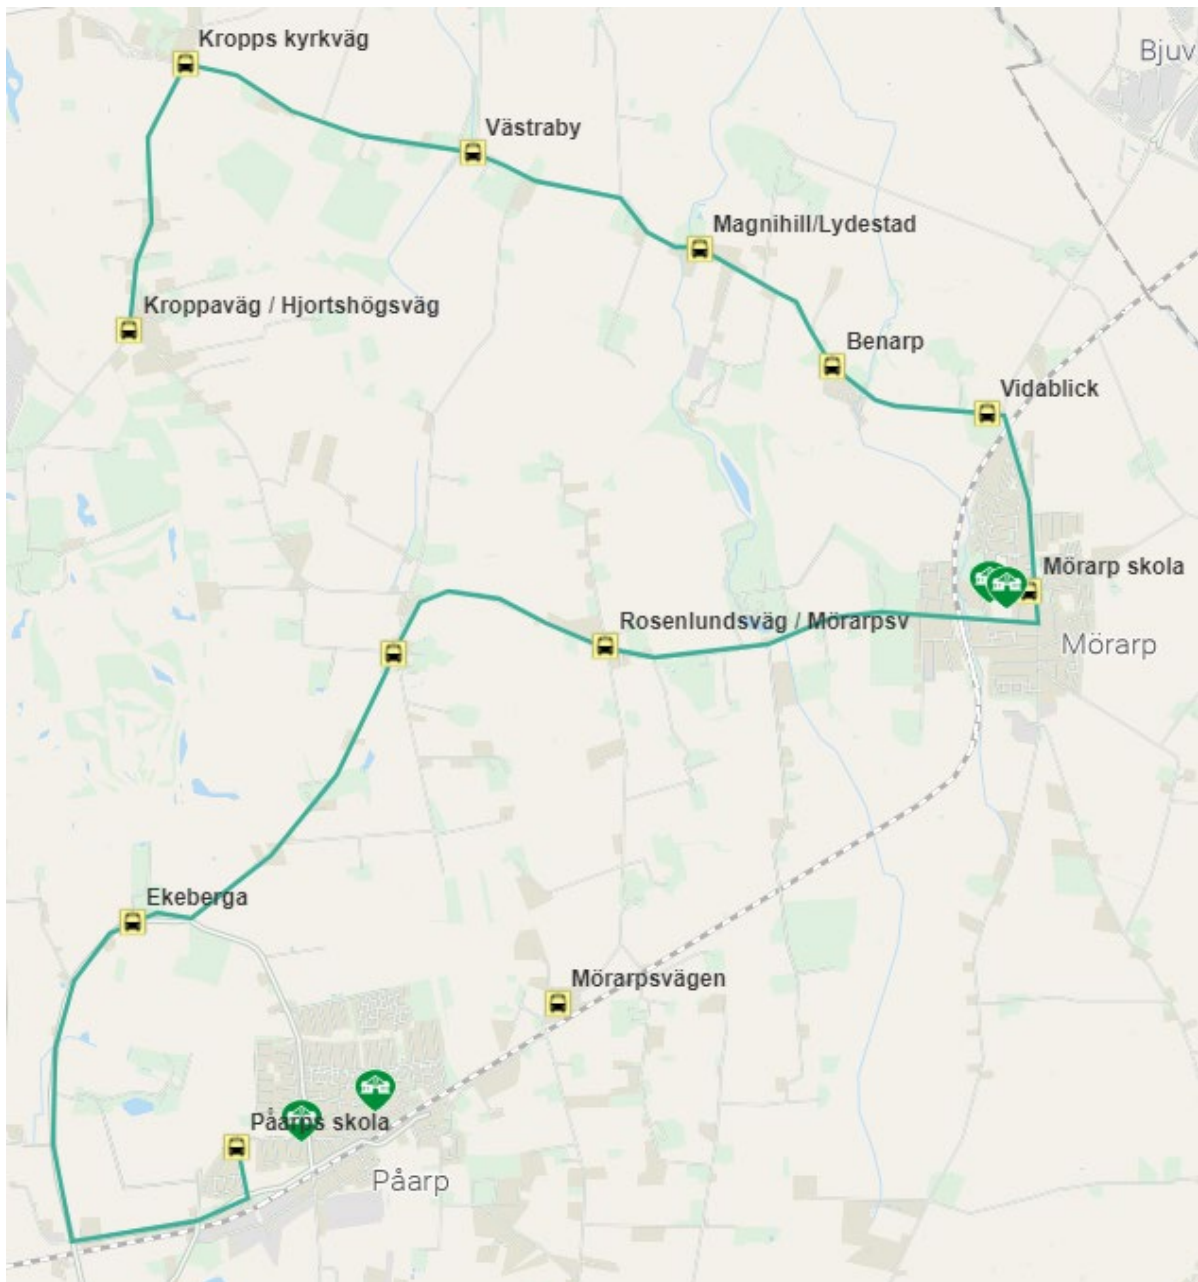 Kropps kyrkväg
Bjuv
Västraby
Magnihill/Lydestad
Kroppaväg / Hjortshögsväg
Benarp
Vidablick
Mörarp skola
Rosenlundsväg / Mörarpsv
Mörarp
Ekeberga
Mörarpsvägen
Påarps skola
Påarp